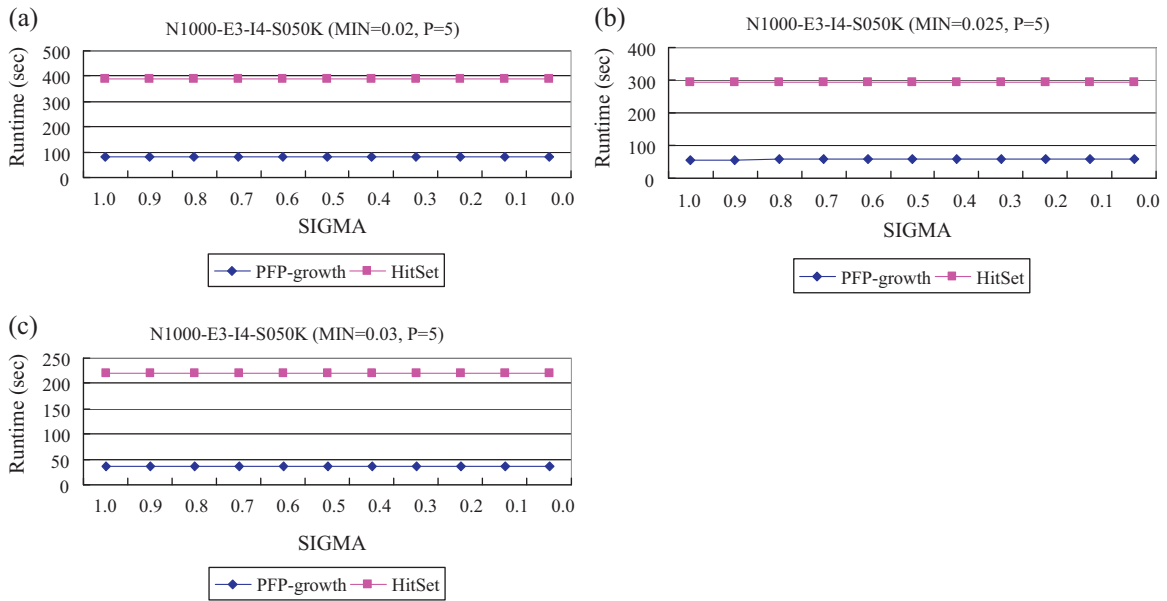 (a)
N1000-E3-I4-S050K (MIN=0.02, P=5)
Runtime (sec)
500
400
300
200
100
0
1.0 0.9 0.8 0.7 0.6 0.5 0.4 0.3 0.2 0.1 0.0
SIGMA
PFP-growth HitSet
(b)
N1000-E3-I4-S050K (MIN=0.025, P=5)
Runtime (sec)
400
300
200
100
0
1.0 0.9 0.8 0.7 0.6 0.5 0.4 0.3 0.2 0.1 0.0
SIGMA
PFP-growth HitSet
(c)
N1000-E3-I4-S050K (MIN=0.03, P=5)
Runtime (sec)
250
200
150
100
50
0
1.0 0.9 0.8 0.7 0.6 0.5 0.4 0.3 0.2 0.1 0.0
SIGMA
PFP-growth HitSet